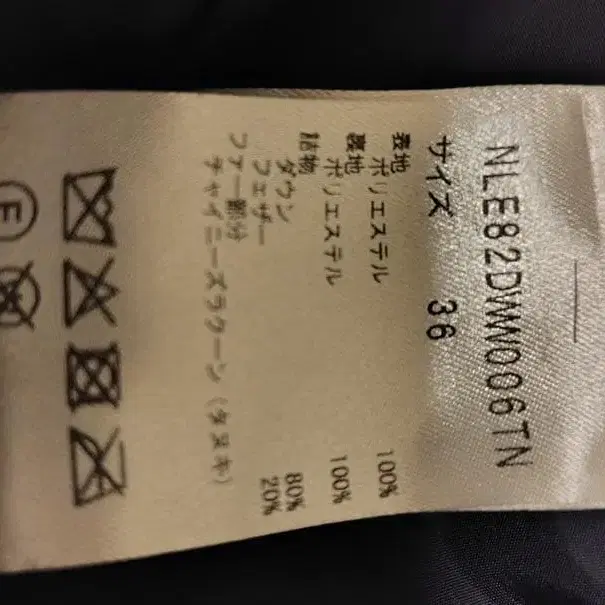 NLE82DWW006TN
サイズ 36
表地
ポリエステル 100%
裏地
ポリエステル 100%
詰物
ダウン 80%
フェザー 20%
ファー部分
チャイニーズラクーン(タヌキ)
F